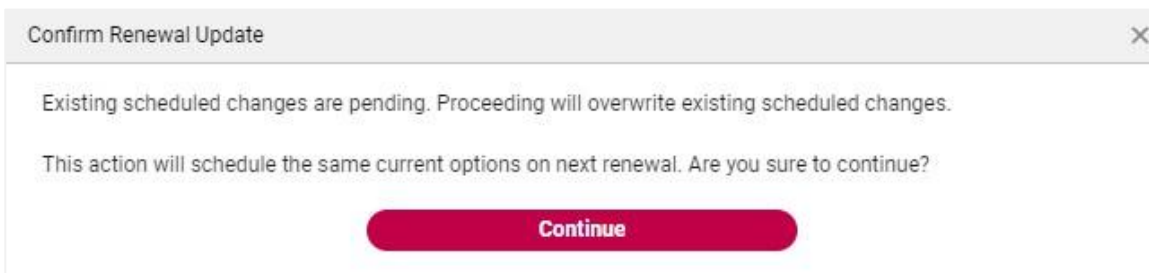 Confirm Renewal Update
Existing scheduled changes are pending. Proceeding will overwrite existing scheduled changes.
This action will schedule the same current options on next renewal. Are you sure to continue?
Continue